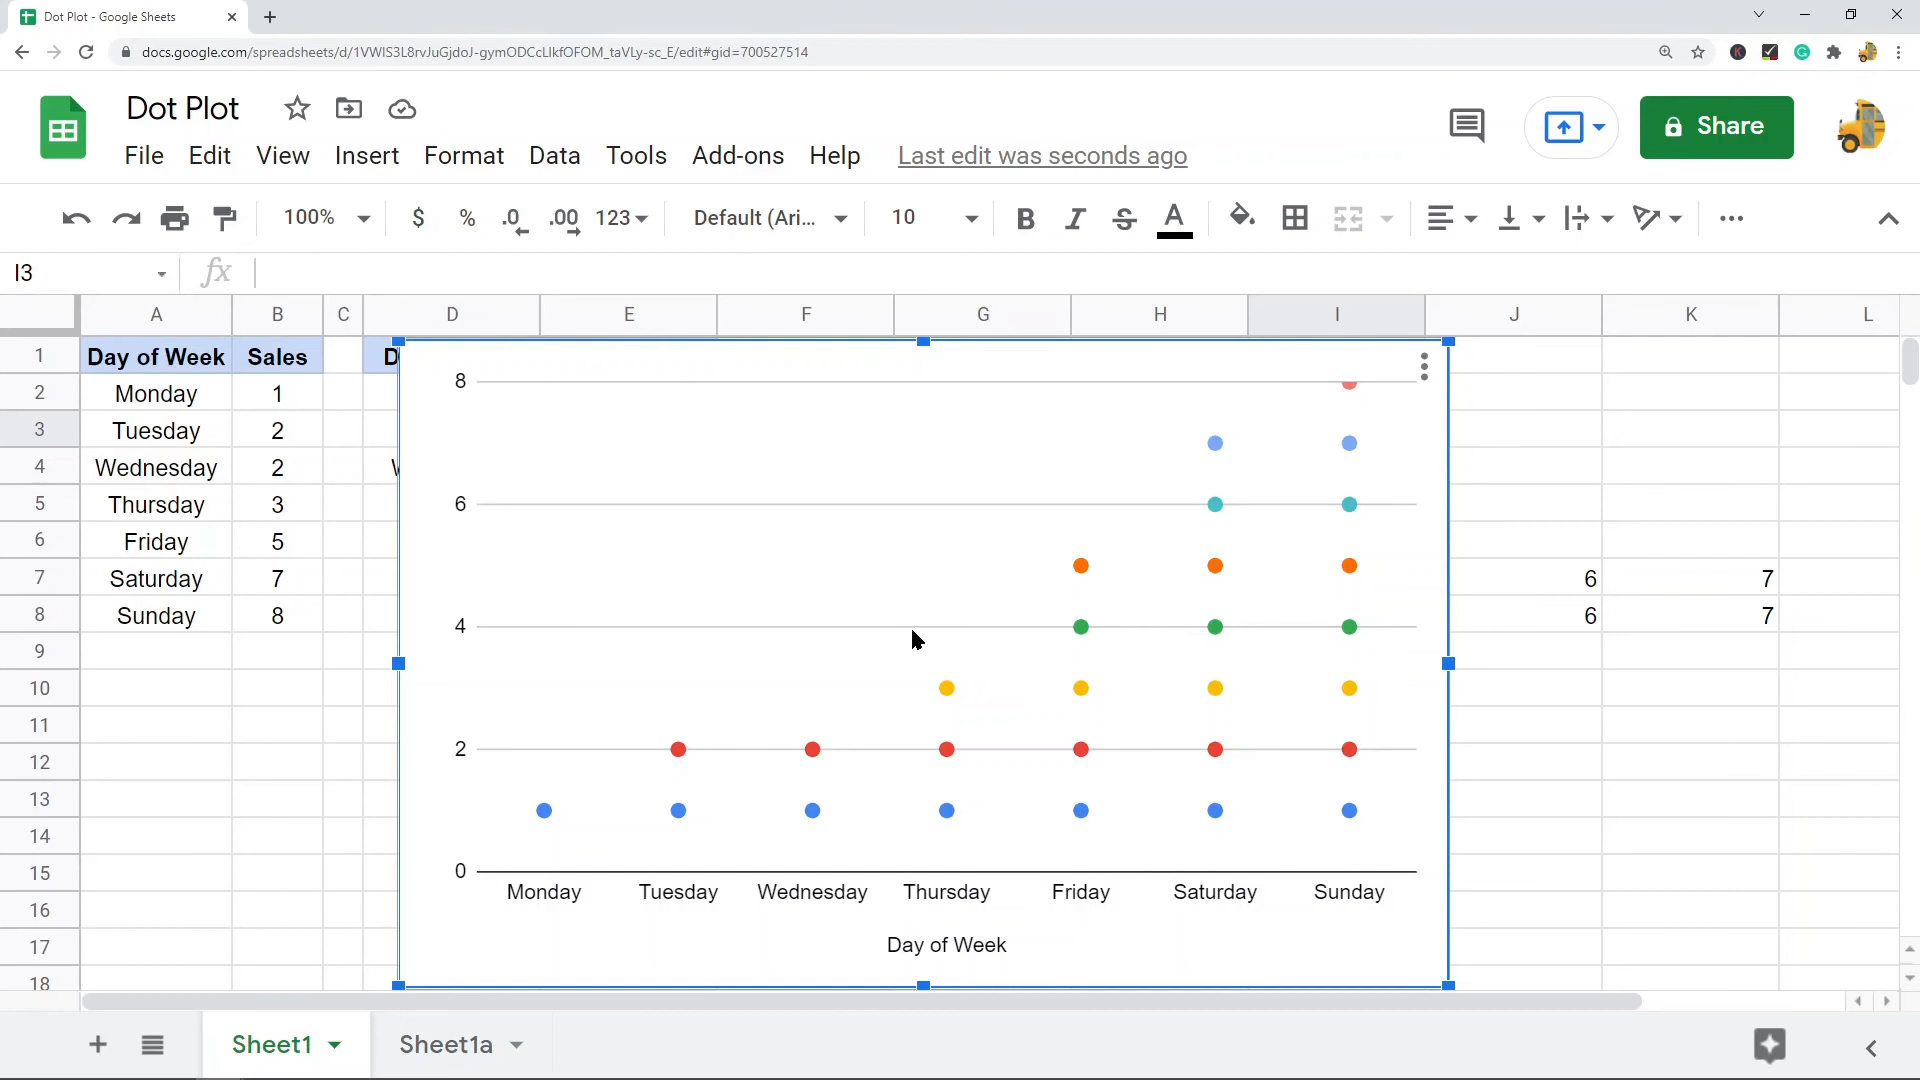 Dot Plot - Google Sheets
docs.google.com/spreadsheets/d/1VWIS3L8rvJuGjdoJ-gymODCcLIkfOFOM_taVLy-sc_E/edit#gid=700527514
Dot Plot
File Edit View Insert Format Data Tools Add-ons Help Last edit was seconds ago
Share
100% $ % .0 .00 123 Default (Ari... 10 B I S A
I3 fx
A B C D E F G H I J K L
1 Day of Week Sales D
2 Monday 1
3 Tuesday 2
4 Wednesday 2
5 Thursday 3
6 Friday 5
7 Saturday 7 6 7
8 Sunday 8 6 7
9
10
11
12
13
14
15
16
17
18
8
6
4
2
0
Monday Tuesday Wednesday Thursday Friday Saturday Sunday
Day of Week
Sheet1 Sheet1a